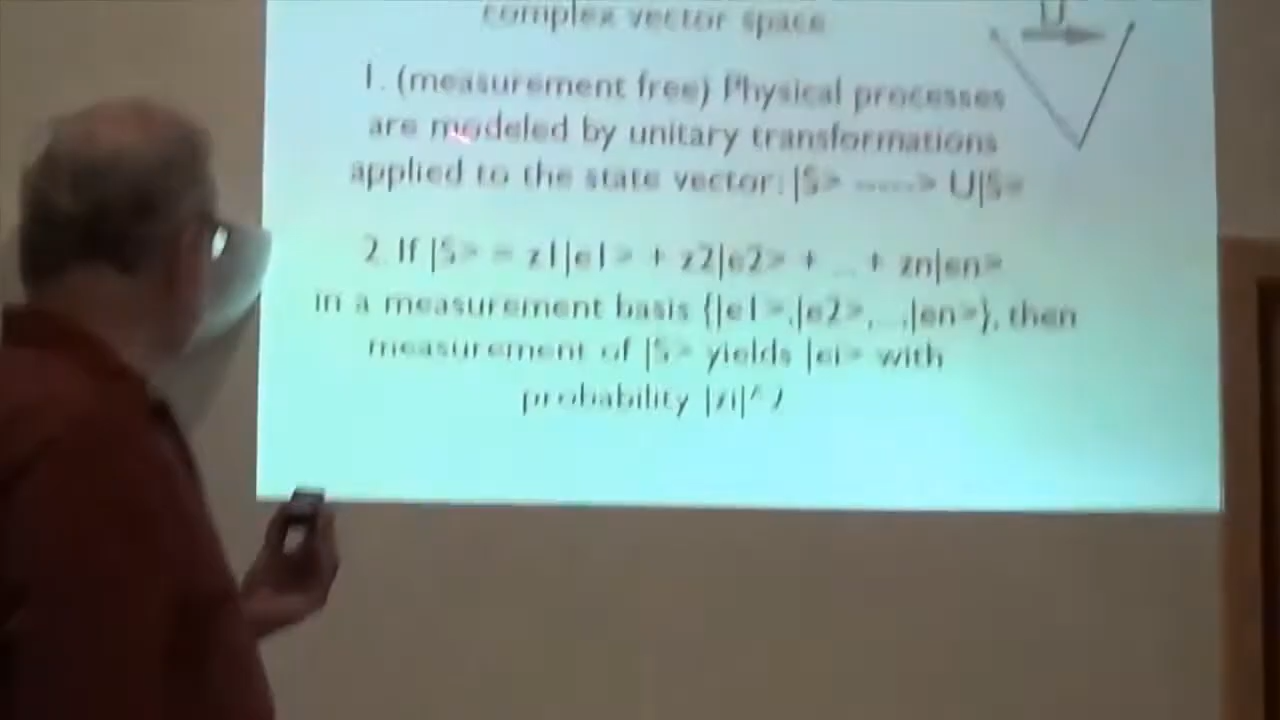 complex vector space
U
1. (measurement free) Physical processes
are modeled by unitary transformations
applied to the state vector: |S> -----> U|S>
2. If |S> = z1|e1> + z2|e2> + ... + zn|en>
in a measurement basis {|e1>,|e2>,...,|en>}, then
measurement of |S> yields |ei> with
probability |zi|^2